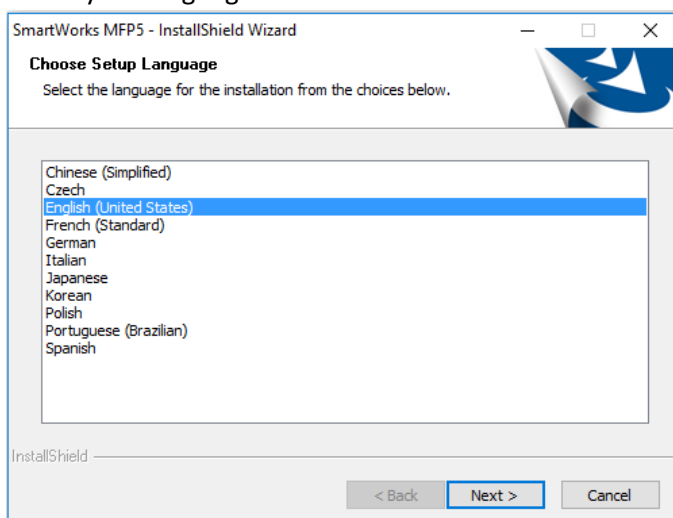 SmartWorks MFP5 - InstallShield Wizard
Choose Setup Language
Select the language for the installation from the choices below.
Chinese (Simplified)
Czech
English (United States)
French (Standard)
German
Italian
Japanese
Korean
Polish
Portuguese (Brazilian)
Spanish
InstallShield
< Back Next > Cancel